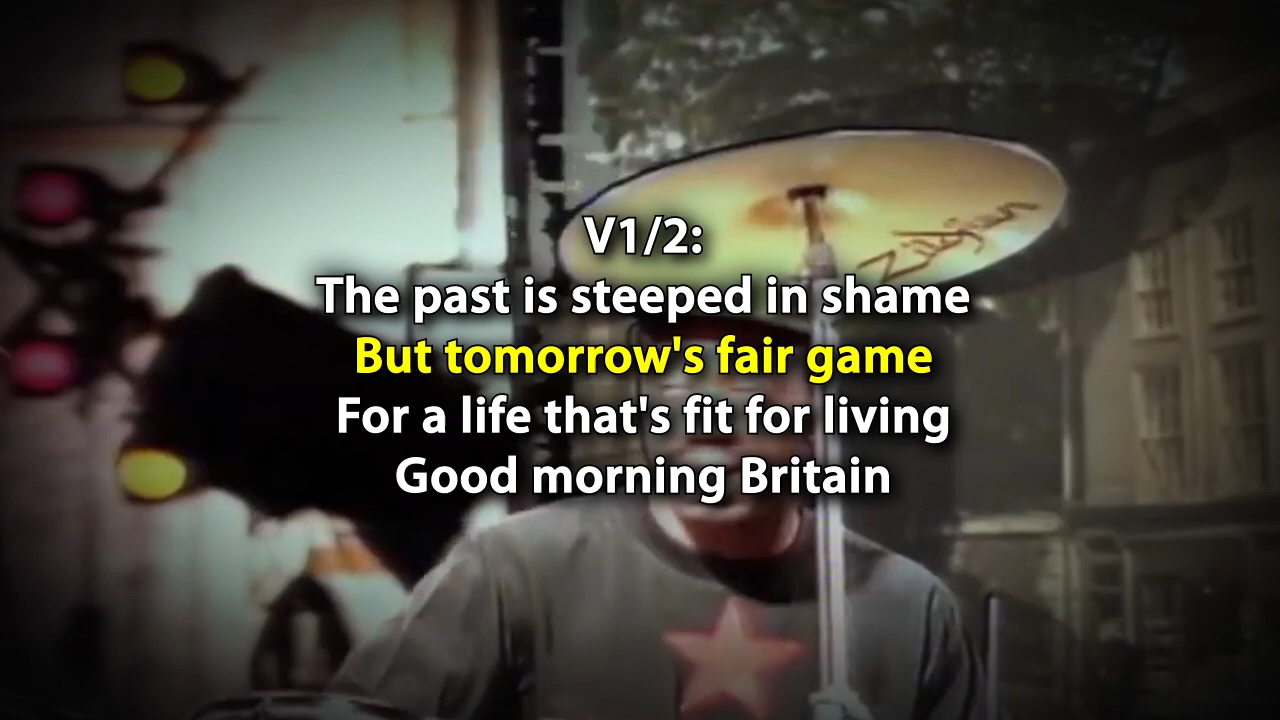 Zildjian
V1/2:
The past is steeped in shame
But tomorrow's fair game
For a life that's fit for living
Good morning Britain